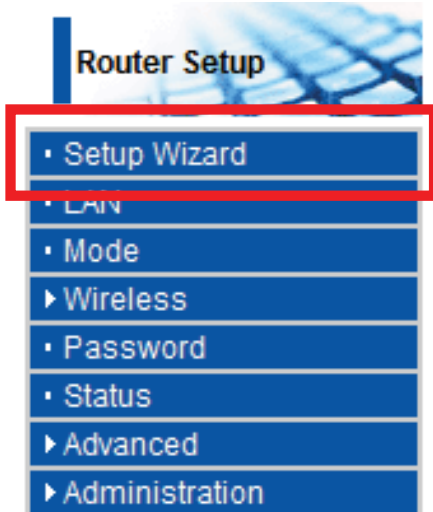 Router Setup
Setup Wizard
LAN
Mode
Wireless
Password
Status
Advanced
Administration